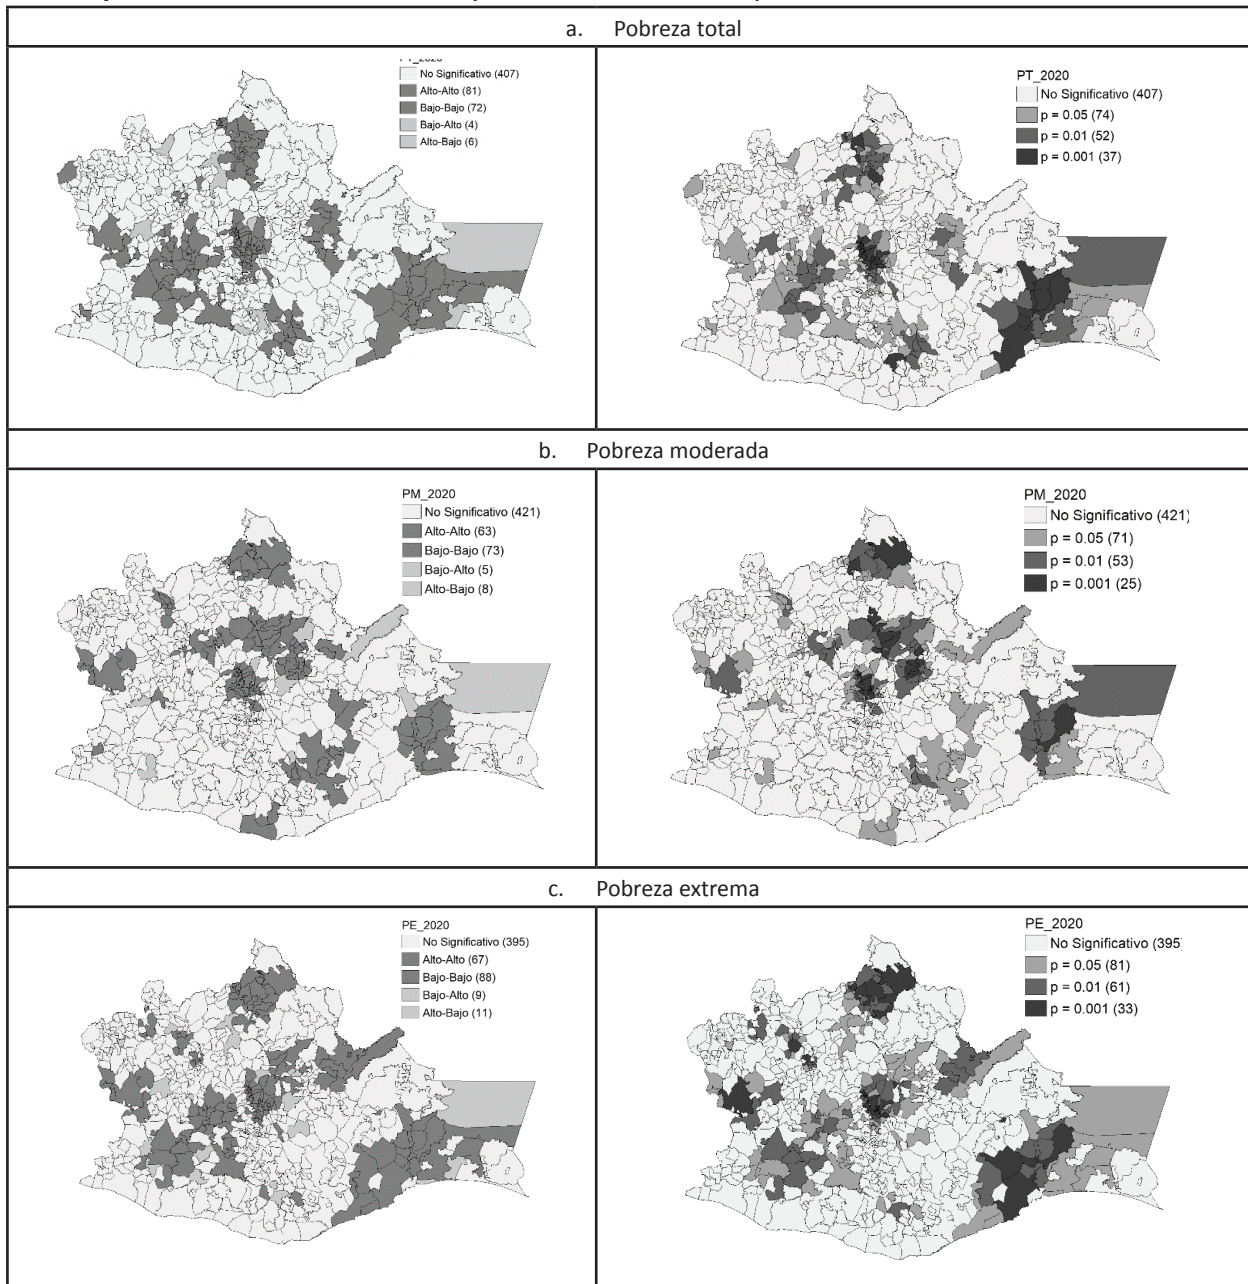 a. Pobreza total
No Significativo (407)
Alto-Alto (81)
Bajo-Bajo (72)
Bajo-Alto (4)
Alto-Bajo (6)
PT_2020
No Significativo (407)
p = 0.05 (74)
p = 0.01 (52)
p = 0.001 (37)
b. Pobreza moderada
PM_2020
No Significativo (421)
Alto-Alto (63)
Bajo-Bajo (73)
Bajo-Alto (5)
Alto-Bajo (8)
PM_2020
No Significativo (421)
p = 0.05 (71)
p = 0.01 (53)
p = 0.001 (25)
c. Pobreza extrema
PE_2020
No Significativo (395)
Alto-Alto (67)
Bajo-Bajo (88)
Bajo-Alto (9)
Alto-Bajo (11)
PE_2020
No Significativo (395)
p = 0.05 (81)
p = 0.01 (61)
p = 0.001 (33)